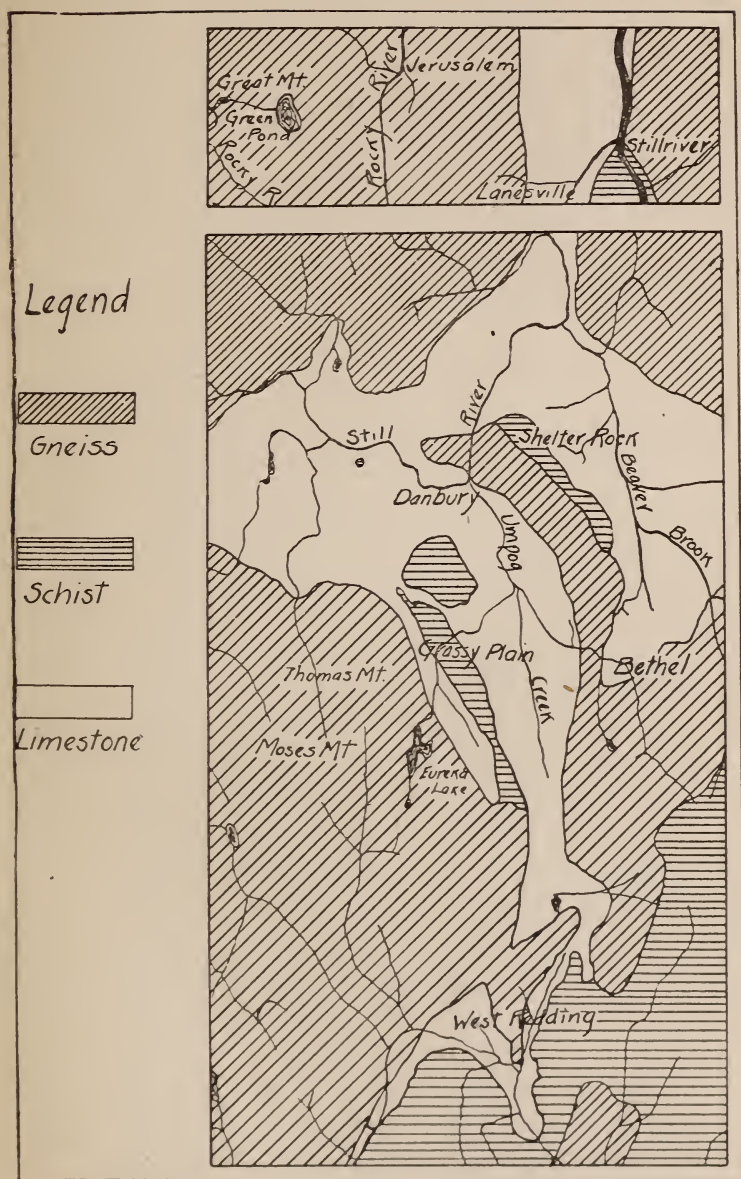 Great Mt.
Green
Pond
Rocky R.
Rocky River
Jerusalem
Stillriver
Lanesville
Legend
Gneiss
Schist
Limestone
Still
River
Shelter Rock
Danbury
Beaver
Brook
Umpog
Creek
Grassy Plain
Bethel
Thomas Mt.
Moses Mt
Eureka
Lake
West Redding